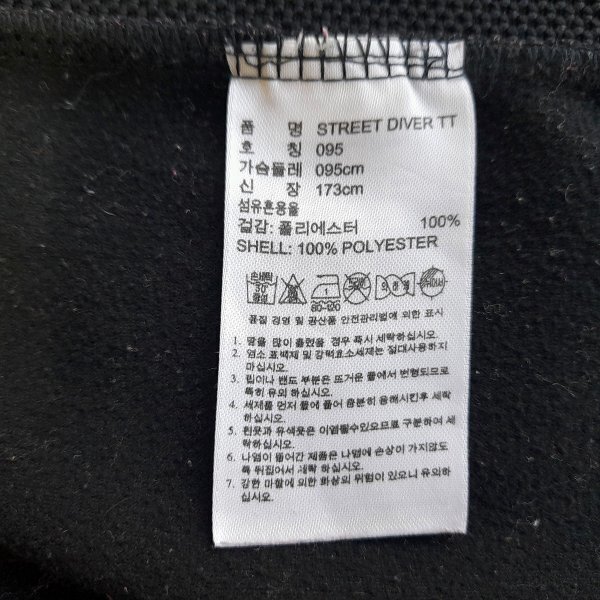 품 명 STREET DIVER TT
호 칭 095
가슴둘레 095cm
신 장 173cm
섬유혼용율
겉감: 폴리에스터 100%
SHELL: 100% POLYESTER
손세탁
30
중성
1
80-120
품질 경영 및 공산품 안전관리법에 의한 표시
1. 땀을 많이 흘렸을 경우 즉시 세탁하십시오.
2. 염소 표백제 및 강력효소세제는 절대사용하지
마십시오.
3. 립이나 밴드 부분은 뜨거운 물에서 변형되므로
특히 유의 하십시오.
4. 세제를 먼저 물에 풀어 충분히 용해시킨후 세탁
하십시오.
5. 흰옷과 유색옷은 이염될수있으므로 구분하여 세
탁하십시오.
6. 나염이 들어간 제품은 나염에 손상이 가지않도
록 뒤집어서 세탁 하십시오.
7. 강한 마찰에 의한 화상의 위험이 있으니 유의하
십시오.